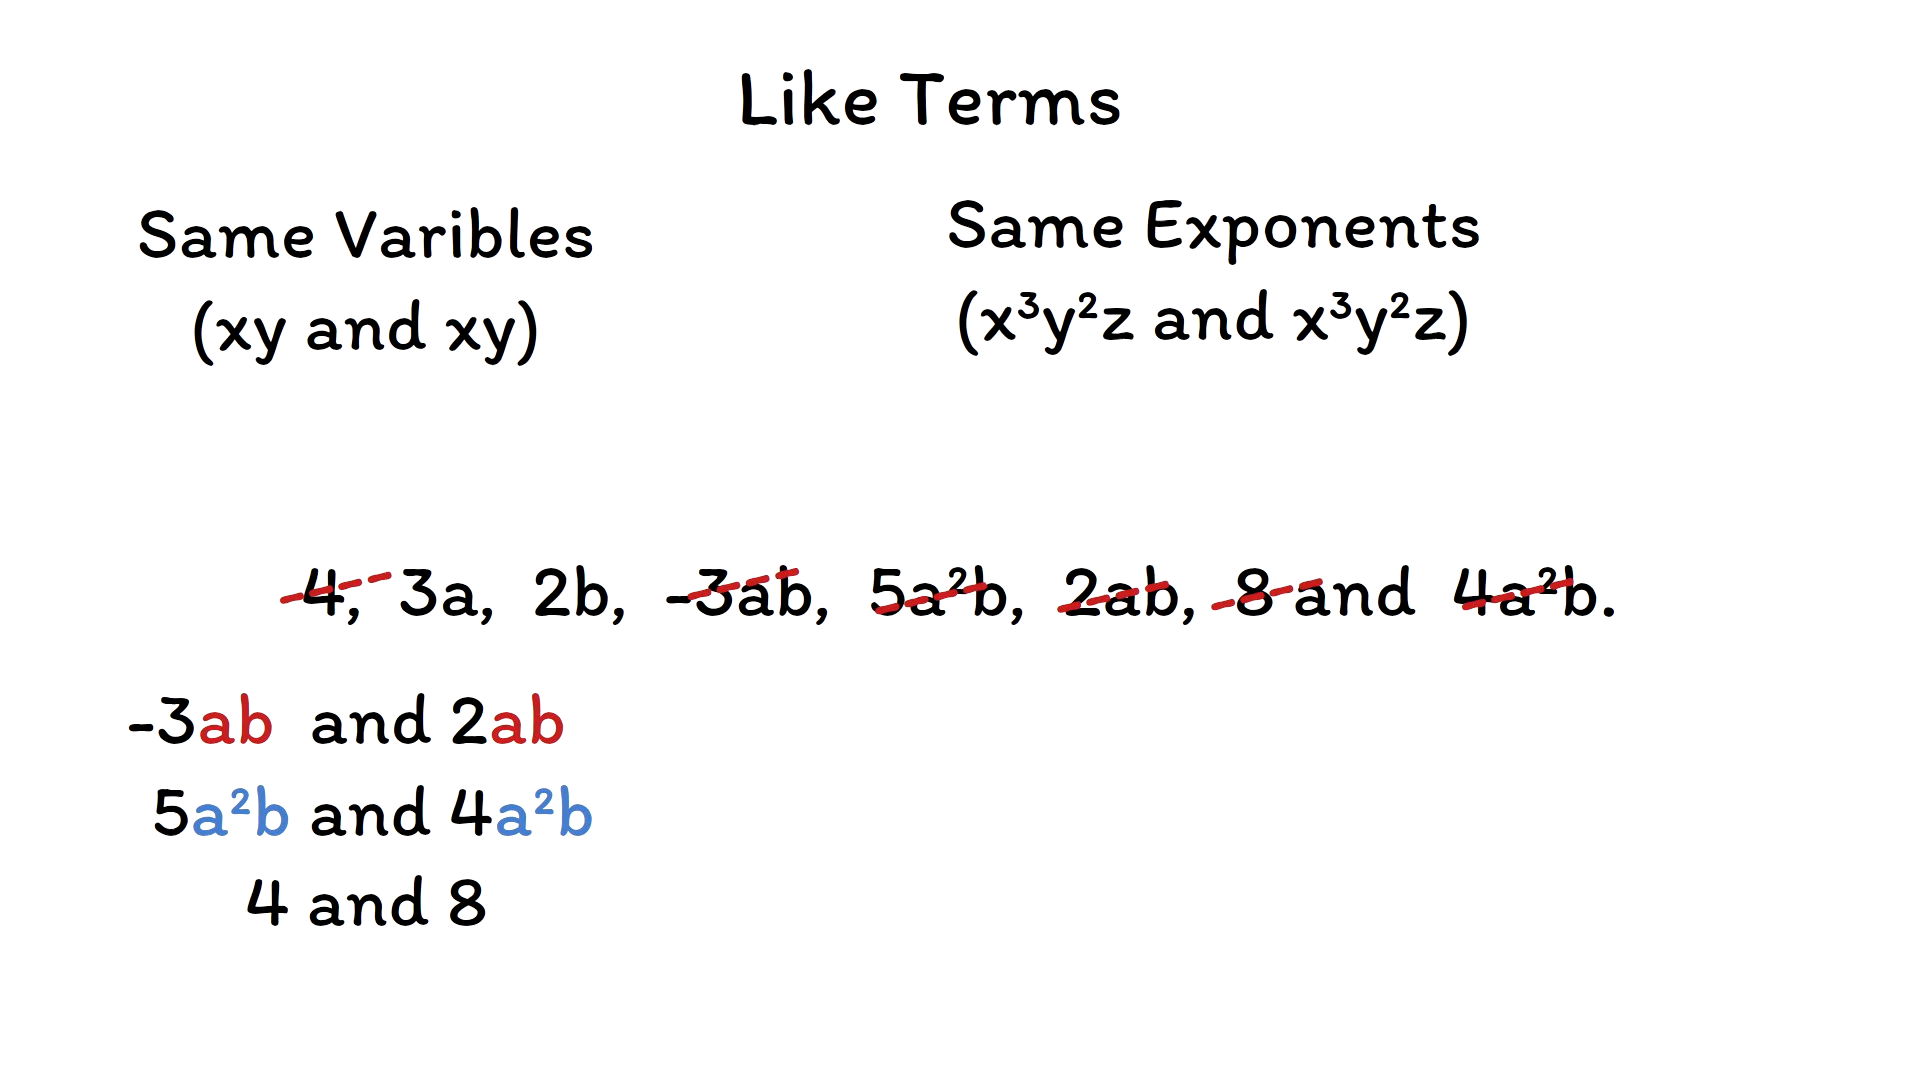 Like Terms
Same Varibles
(xy and xy)
Same Exponents
(x³y²z and x³y²z)
4, 3a, 2b, -3ab, 5a²b, 2ab, 8 and 4a²b.
-3ab and 2ab
5a²b and 4a²b
4 and 8